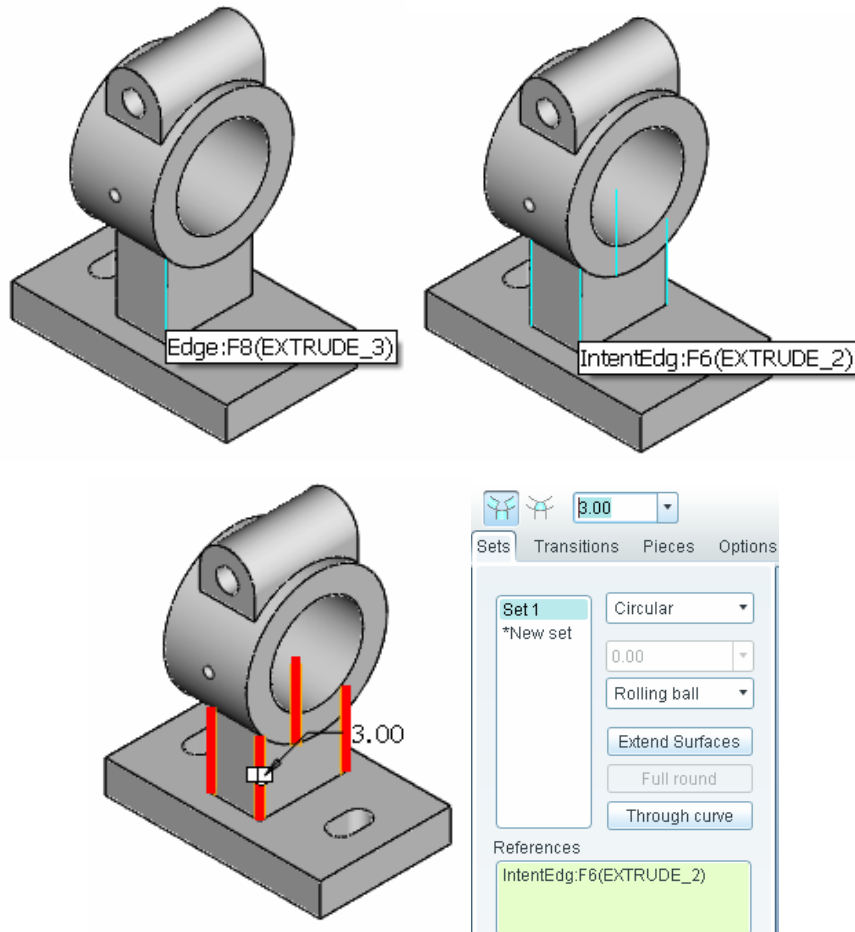 Edge:F8(EXTRUDE_3)
IntentEdg:F6(EXTRUDE_2)
3.00
3.00
Sets Transitions Pieces Options
Set 1
*New set
Circular
0.00
Rolling ball
Extend Surfaces
Full round
Through curve
References
IntentEdg:F6(EXTRUDE_2)